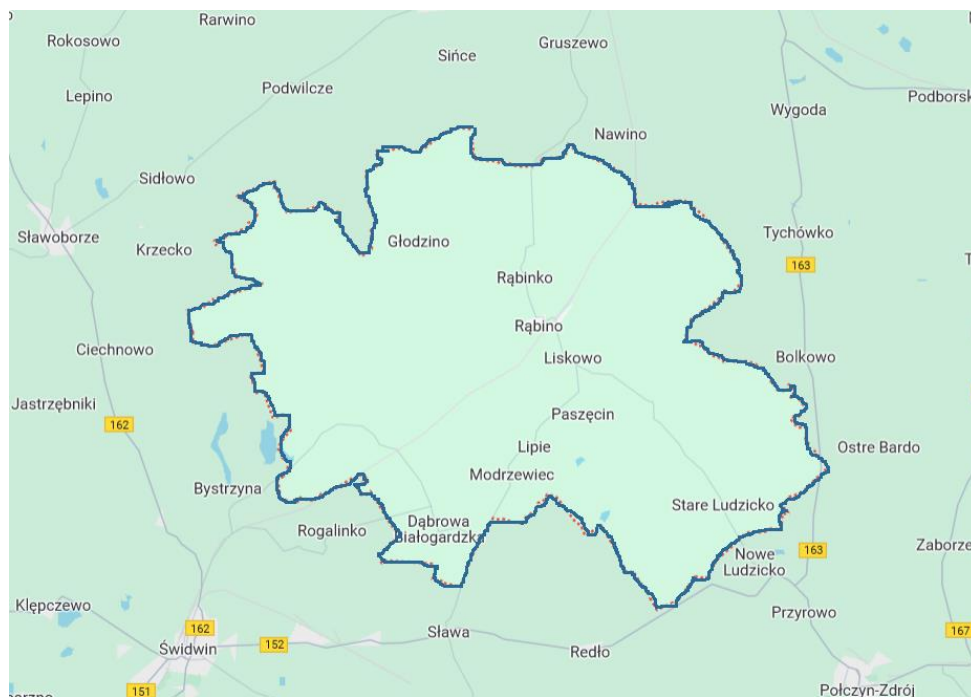 Rarwino
Rokosowo
Gruszewo
Sińce
Podwilcze
Lepino
Podborsk
Wygoda
Nawino
Sidłowo
Sławoborze
Krzecko
Głodzino
Tychówko
163
Rąbinko
Rąbino
Ciechnowo
Liskowo
Bolkowo
Jastrzębniki
Paszęcin
162
Lipie
Ostre Bardo
Modrzewiec
Bystrzyna
Stare Ludzicko
Rogalinko
Dąbrowa
Białogardzka
163
Nowe
Ludzicko
Zaborze
Klępczewo
Przyrowo
162
Sława
167
152
Świdwin
Redło
151
Połczyn-Zdrój